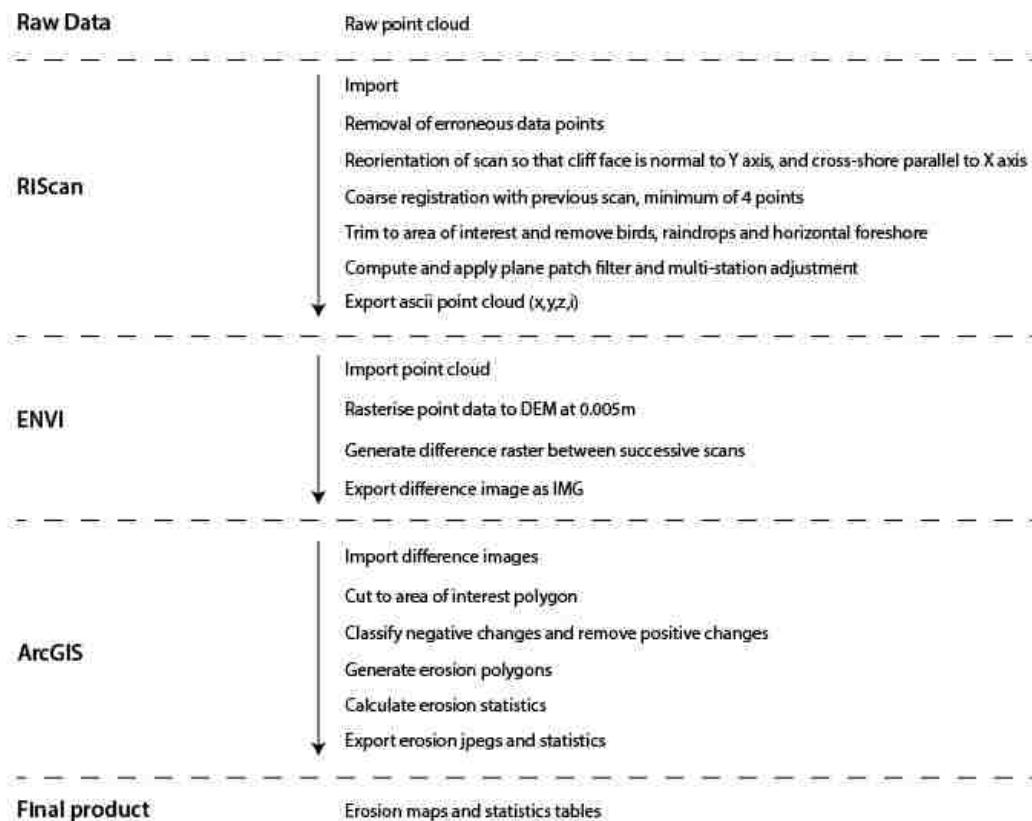 Raw Data
Raw point cloud
RIScan
Import
Removal of erroneous data points
Reorientation of scan so that cliff face is normal to Y axis, and cross-shore parallel to X axis
Coarse registration with previous scan, minimum of 4 points
Trim to area of interest and remove birds, raindrops and horizontal foreshore
Compute and apply plane patch filter and multi-station adjustment
Export ascii point cloud (x,y,z,i)
ENVI
Import point cloud
Rasterise point data to DEM at 0.005m
Generate difference raster between successive scans
Export difference image as IMG
ArcGIS
Import difference images
Cut to area of interest polygon
Classify negative changes and remove positive changes
Generate erosion polygons
Calculate erosion statistics
Export erosion jpegs and statistics
Final product
Erosion maps and statistics tables